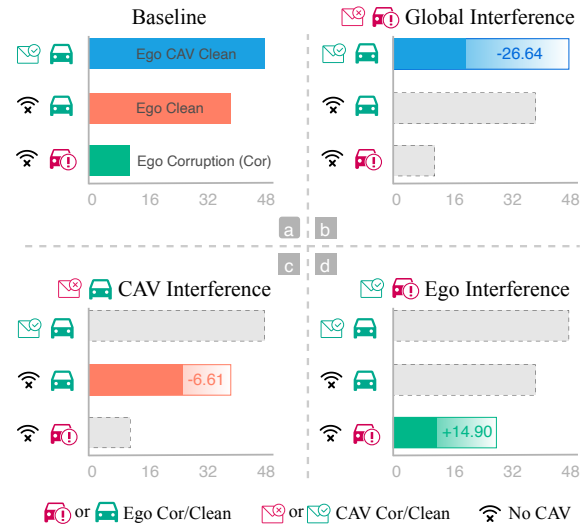 Baseline
Ego CAV Clean
Ego Clean
Ego Corruption (Cor)
0 16 32 48
a
Global Interference
-26.64
0 16 32 48
b
c
CAV Interference
-6.61
0 16 32 48
d
Ego Interference
+14.90
0 16 32 48
or Ego Cor/Clean or CAV Cor/Clean No CAV